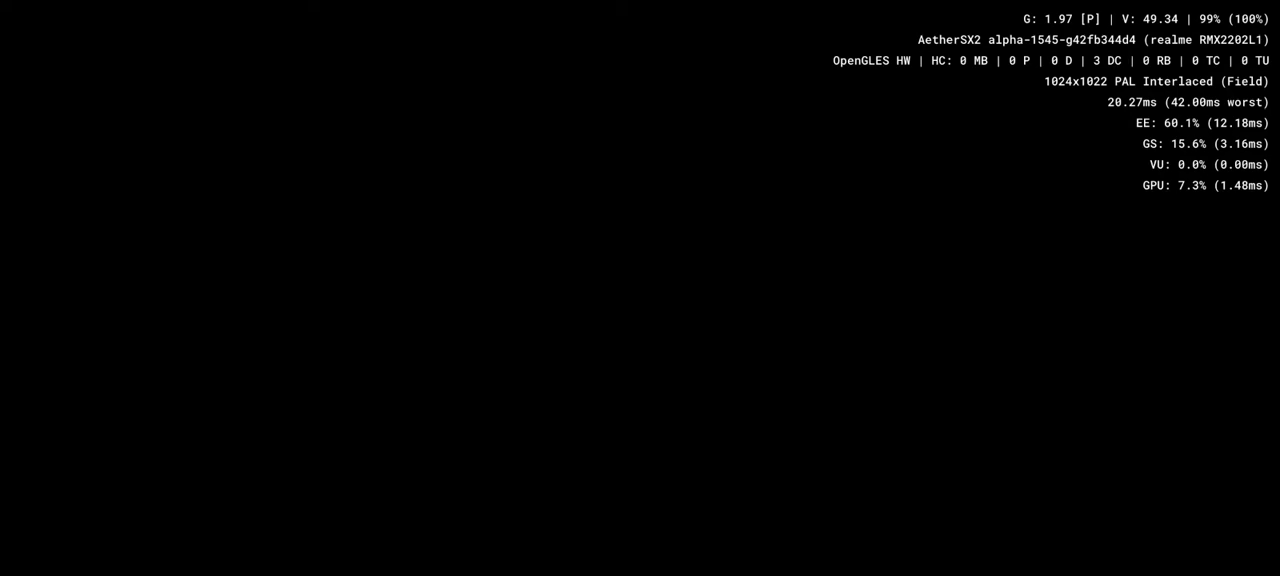 G: 1.97 [P] | V: 49.34 | 99% (100%)
AetherSX2 alpha-1545-g42fb344d4 (realme RMX2202L1)
OpenGLES HW | HC: 0 MB | 0 P | 0 D | 3 DC | 0 RB | 0 TC | 0 TU
1024x1022 PAL Interlaced (Field)
20.27ms (42.00ms worst)
EE: 60.1% (12.18ms)
GS: 15.6% (3.16ms)
VU: 0.0% (0.00ms)
GPU: 7.3% (1.48ms)